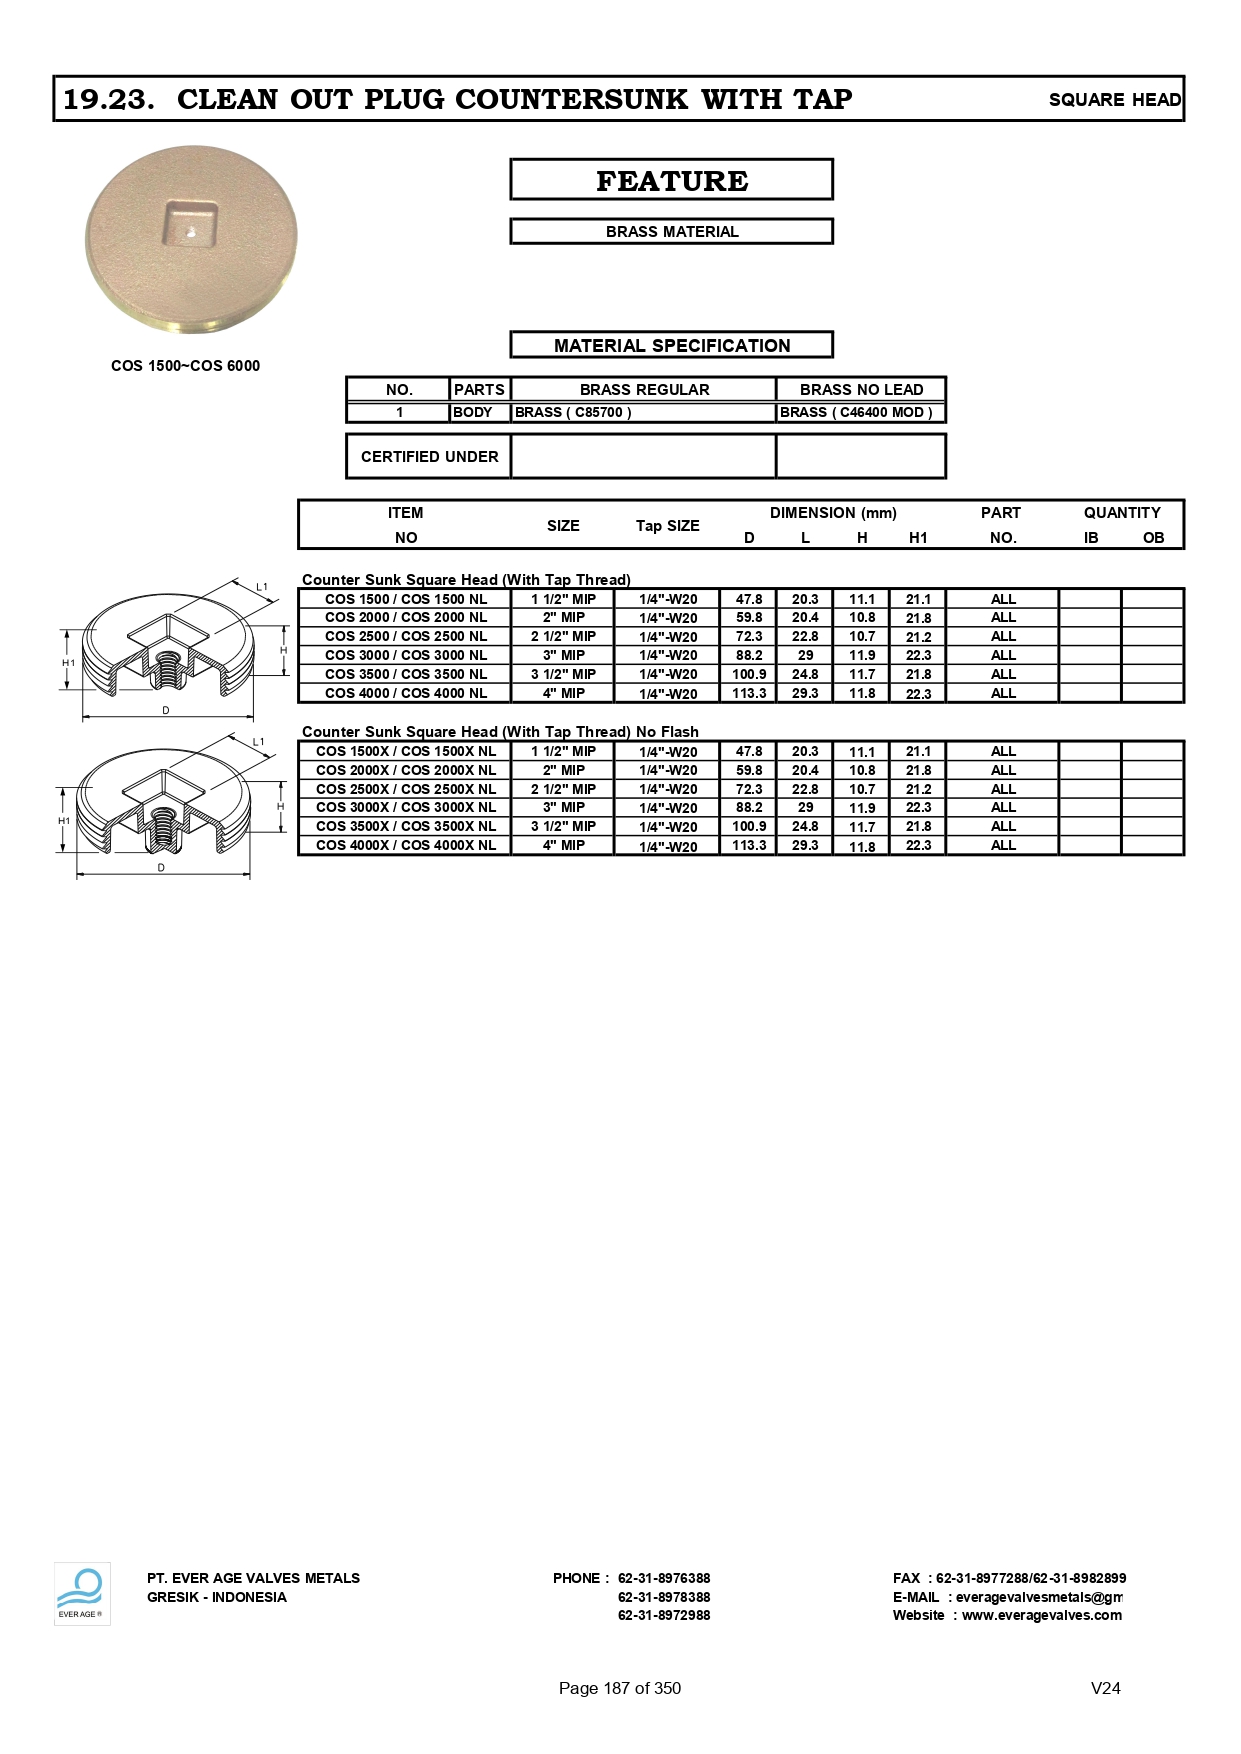 19.23. CLEAN OUT PLUG COUNTERSUNK WITH TAP SQUARE HEAD
FEATURE
BRASS MATERIAL
MATERIAL SPECIFICATION
COS 1500~COS 6000
NO. PARTS BRASS REGULAR BRASS NO LEAD
1 BODY BRASS ( C85700 ) BRASS ( C46400 MOD )
CERTIFIED UNDER
ITEM NO SIZE Tap SIZE DIMENSION (mm) PART NO. QUANTITY
D L H H1 IB OB
Counter Sunk Square Head (With Tap Thread)
COS 1500 / COS 1500 NL 1 1/2" MIP 1/4"-W20 47.8 20.3 11.1 21.1 ALL
COS 2000 / COS 2000 NL 2" MIP 1/4"-W20 59.8 20.4 10.8 21.8 ALL
COS 2500 / COS 2500 NL 2 1/2" MIP 1/4"-W20 72.3 22.8 10.7 21.2 ALL
COS 3000 / COS 3000 NL 3" MIP 1/4"-W20 88.2 29 11.9 22.3 ALL
COS 3500 / COS 3500 NL 3 1/2" MIP 1/4"-W20 100.9 24.8 11.7 21.8 ALL
COS 4000 / COS 4000 NL 4" MIP 1/4"-W20 113.3 29.3 11.8 22.3 ALL
L1
H1
H
D
Counter Sunk Square Head (With Tap Thread) No Flash
COS 1500X / COS 1500X NL 1 1/2" MIP 1/4"-W20 47.8 20.3 11.1 21.1 ALL
COS 2000X / COS 2000X NL 2" MIP 1/4"-W20 59.8 20.4 10.8 21.8 ALL
COS 2500X / COS 2500X NL 2 1/2" MIP 1/4"-W20 72.3 22.8 10.7 21.2 ALL
COS 3000X / COS 3000X NL 3" MIP 1/4"-W20 88.2 29 11.9 22.3 ALL
COS 3500X / COS 3500X NL 3 1/2" MIP 1/4"-W20 100.9 24.8 11.7 21.8 ALL
COS 4000X / COS 4000X NL 4" MIP 1/4"-W20 113.3 29.3 11.8 22.3 ALL
L1
H1
H
D
EVER AGE ®
PT. EVER AGE VALVES METALS PHONE : 62-31-8976388 FAX : 62-31-8977288/62-31-8982899
GRESIK - INDONESIA 62-31-8978388 E-MAIL : everagevalvesmetals@gm
62-31-8972988 Website : www.everagevalves.com
Page 187 of 350 V24